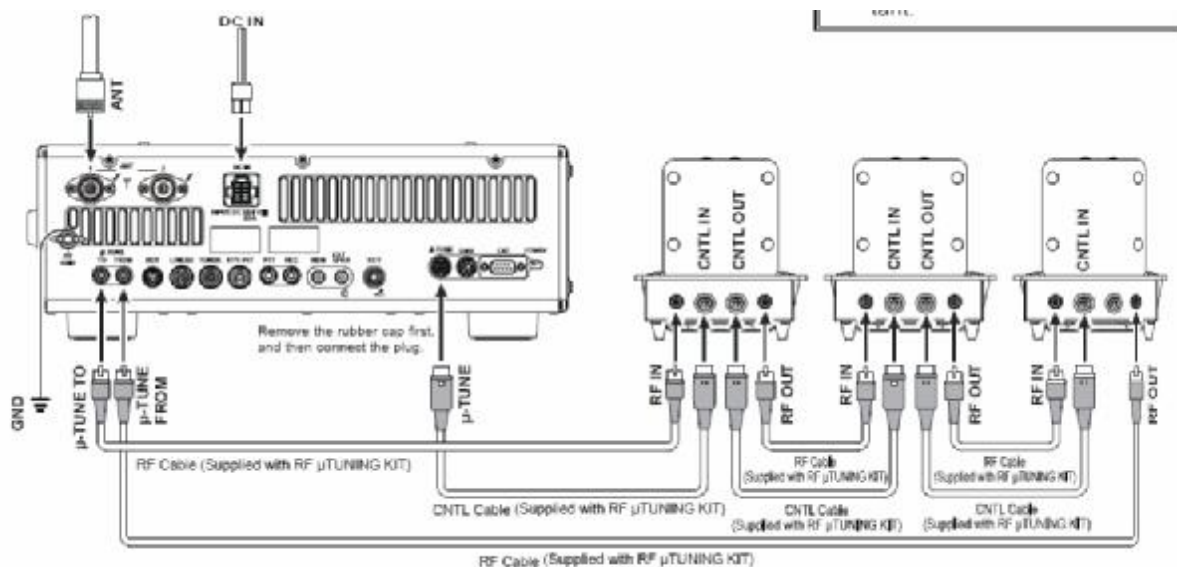 DC IN
ANT
CNTL IN
CNTL OUT
CNTL IN
CNTL OUT
CNTL IN
Remove the rubber cap first,
and then connect the plug.
GND
µ-TUNE TO
µ-TUNE
FROM
µ-TUNE
RF IN
RF OUT
RF IN
RF OUT
RF IN
RF OUT
RF Cable (Supplied with RF µTUNING KIT)
RF Cable
(Supplied with RF µTUNING KIT)
RF Cable
(Supplied with RF µTUNING KIT)
CNTL Cable (Supplied with RF µTUNING KIT)
CNTL Cable
(Supplied with RF µTUNING KIT)
CNTL Cable
(Supplied with RF µTUNING KIT)
RF Cable (Supplied with RF µTUNING KIT)